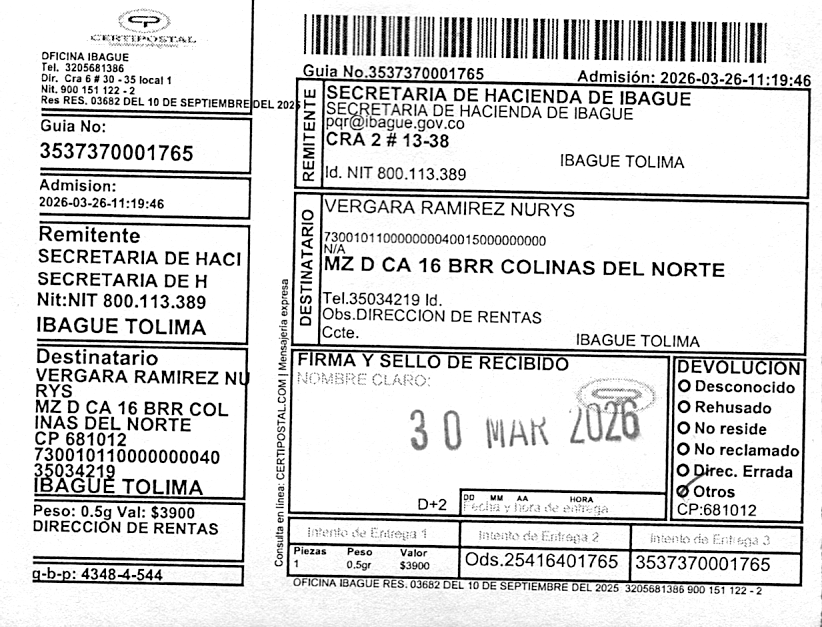 CERTIPOSTAL
OFICINA IBAGUE
Tel. 3205681386
Dir. Cra 6 # 30 - 35 local 1
Nit. 900 151 122 - 2
Res RES. 03682 DEL 10 DE SEPTIEMBRE DEL 2025
Guia No:
3537370001765
Admision:
2026-03-26-11:19:46
Remitente
SECRETARIA DE HACI
SECRETARIA DE H
Nit:NIT 800.113.389
IBAGUE TOLIMA
Destinatario
VERGARA RAMIREZ NU
RYS
MZ D CA 16 BRR COL
INAS DEL NORTE
CP 681012
7300101100000000040
35034219
IBAGUE TOLIMA
Peso: 0.5g Val: $3900
DIRECCION DE RENTAS
g-b-p: 4348-4-544
Consulta en linea: CERTIPOSTAL.COM | Mensajeria expresa
Guia No.3537370001765
Admisión: 2026-03-26-11:19:46
REMITENTE
SECRETARIA DE HACIENDA DE IBAGUE
SECRETARIA DE HACIENDA DE IBAGUE
pqr@ibague.gov.co
CRA 2 # 13-38
IBAGUE TOLIMA
Id. NIT 800.113.389
DESTINATARIO
VERGARA RAMIREZ NURYS
730010110000000040015000000000
N/A
MZ D CA 16 BRR COLINAS DEL NORTE
Tel.35034219 Id.
Obs.DIRECCION DE RENTAS
Ccte.
IBAGUE TOLIMA
FIRMA Y SELLO DE RECIBIDO
NOMBRE CLARO:
30 MAR 2026
D+2
DD MM AA HORA
Fecha y hora de entrega
DEVOLUCION
Desconocido
Rehusado
No reside
No reclamado
Direc. Errada
Otros
CP:681012
Intento de Entrega 1
Intento de Entrega 2
Intento de Entrega 3
Piezas Peso Valor
1 0.5gr $3900
Ods.25416401765
3537370001765
OFICINA IBAGUE RES. 03682 DEL 10 DE SEPTIEMBRE DEL 2025 3205681386 900 151 122 - 2